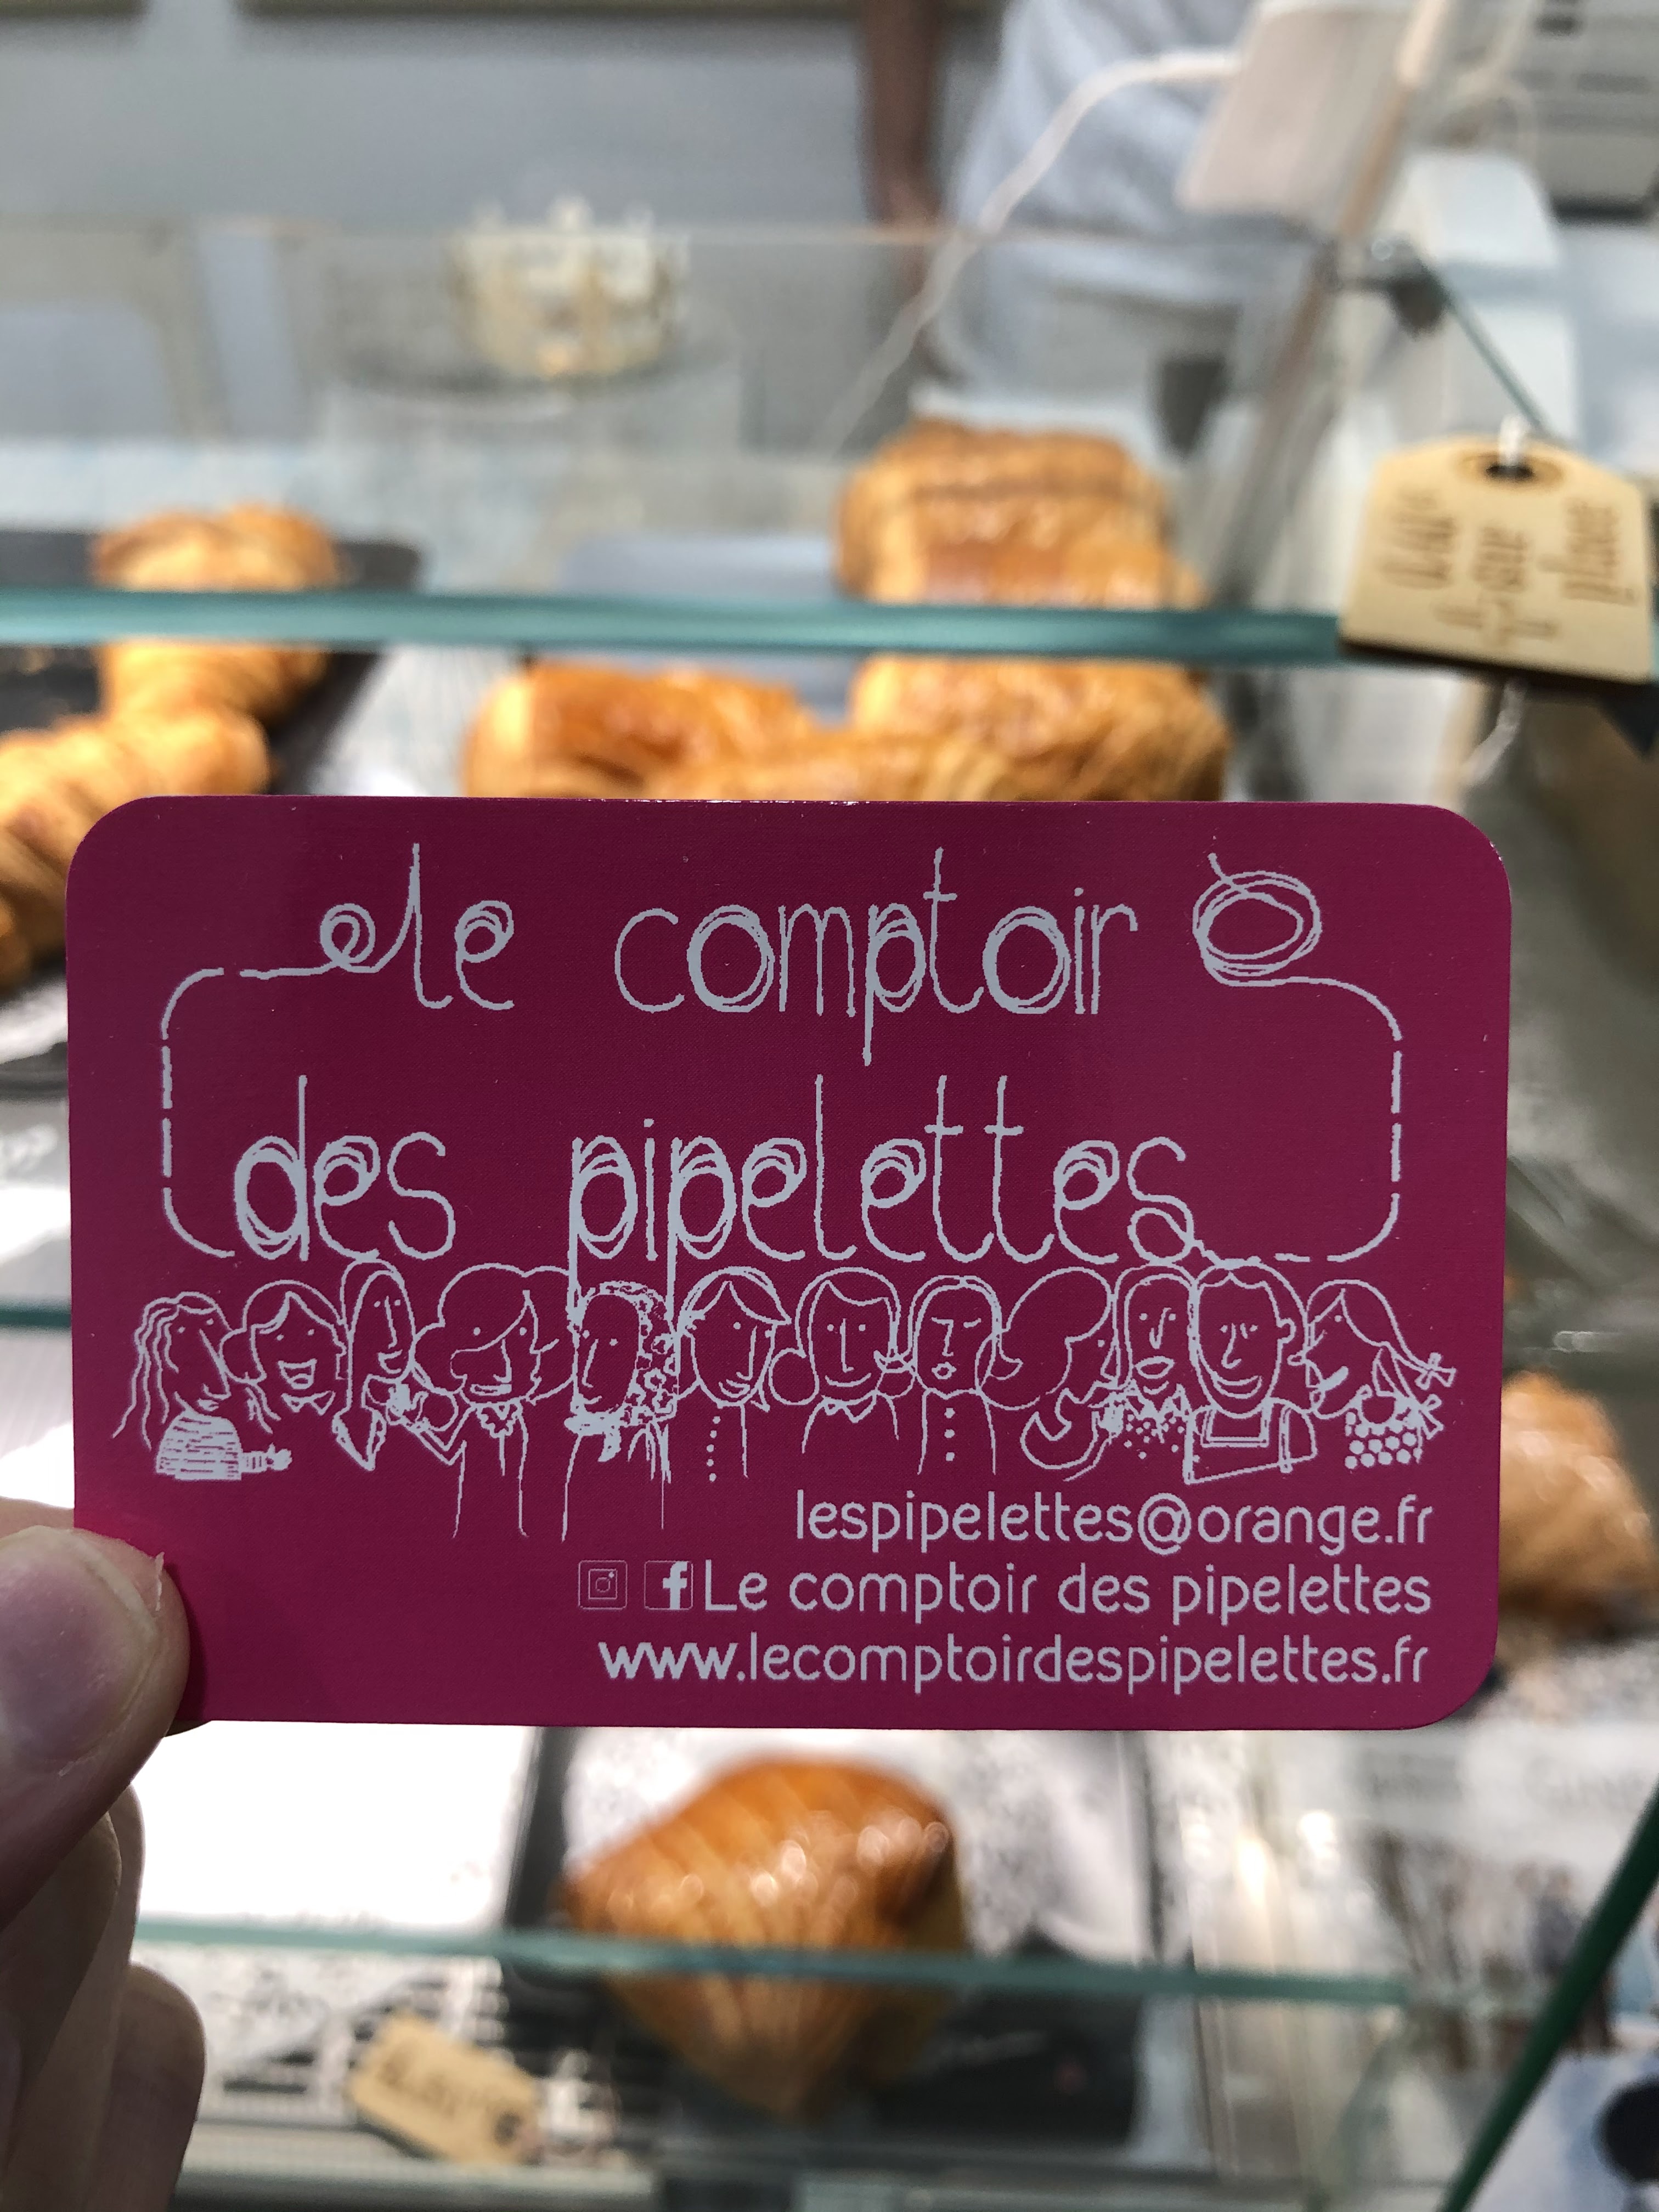 le comptoir
des pipelettes
lespipelettes@orange.fr
Le comptoir des pipelettes
www.lecomptoirdespipelettes.fr